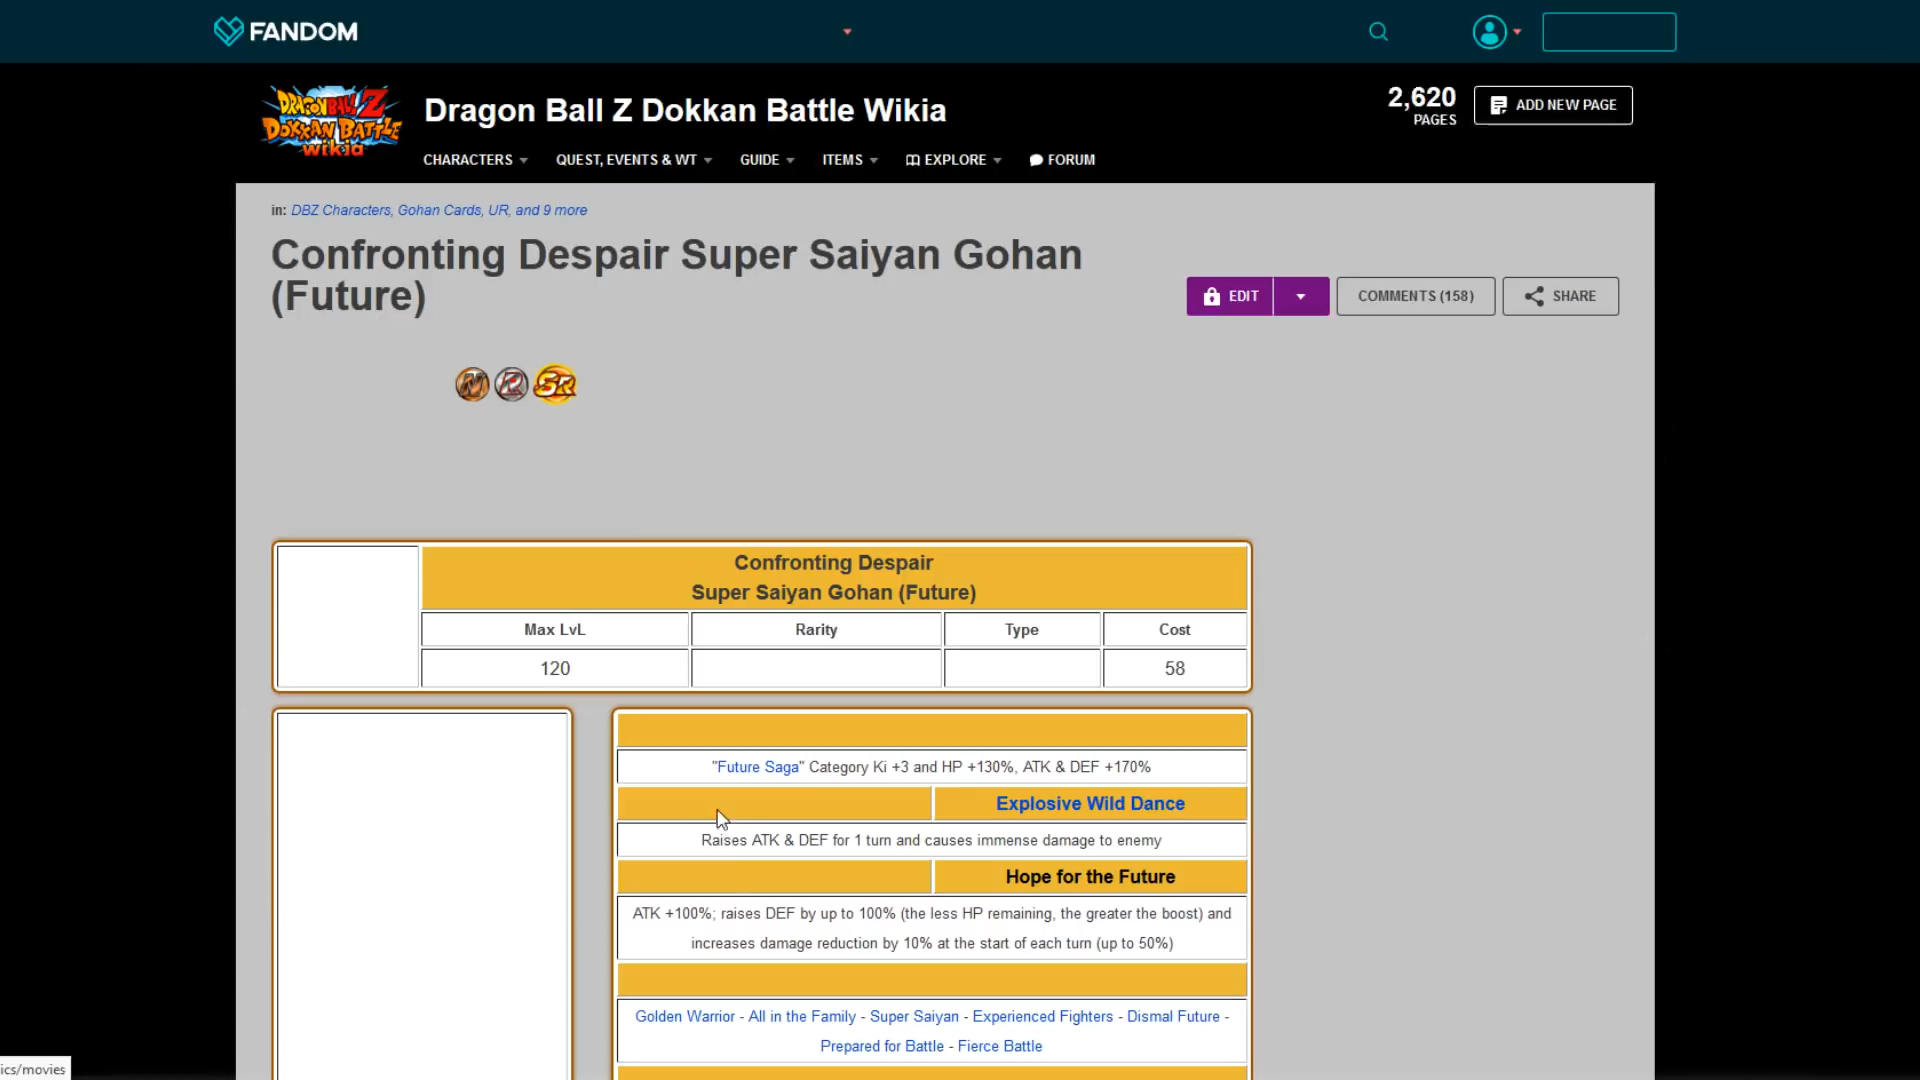 FANDOM
DRAGON BALL Z
DOKKAN BATTLE
wikia
Dragon Ball Z Dokkan Battle Wikia
2,620
PAGES
ADD NEW PAGE
CHARACTERS
QUEST, EVENTS & WT
GUIDE
ITEMS
EXPLORE
FORUM
in: DBZ Characters, Gohan Cards, UR, and 9 more
Confronting Despair Super Saiyan Gohan
(Future)
EDIT
COMMENTS (158)
SHARE
N R SR
Confronting Despair
Super Saiyan Gohan (Future)
Max LvL
Rarity
Type
Cost
120
58
"Future Saga" Category Ki +3 and HP +130%, ATK & DEF +170%
Explosive Wild Dance
Raises ATK & DEF for 1 turn and causes immense damage to enemy
Hope for the Future
ATK +100%; raises DEF by up to 100% (the less HP remaining, the greater the boost) and
increases damage reduction by 10% at the start of each turn (up to 50%)
Golden Warrior - All in the Family - Super Saiyan - Experienced Fighters - Dismal Future -
Prepared for Battle - Fierce Battle
ics/movies